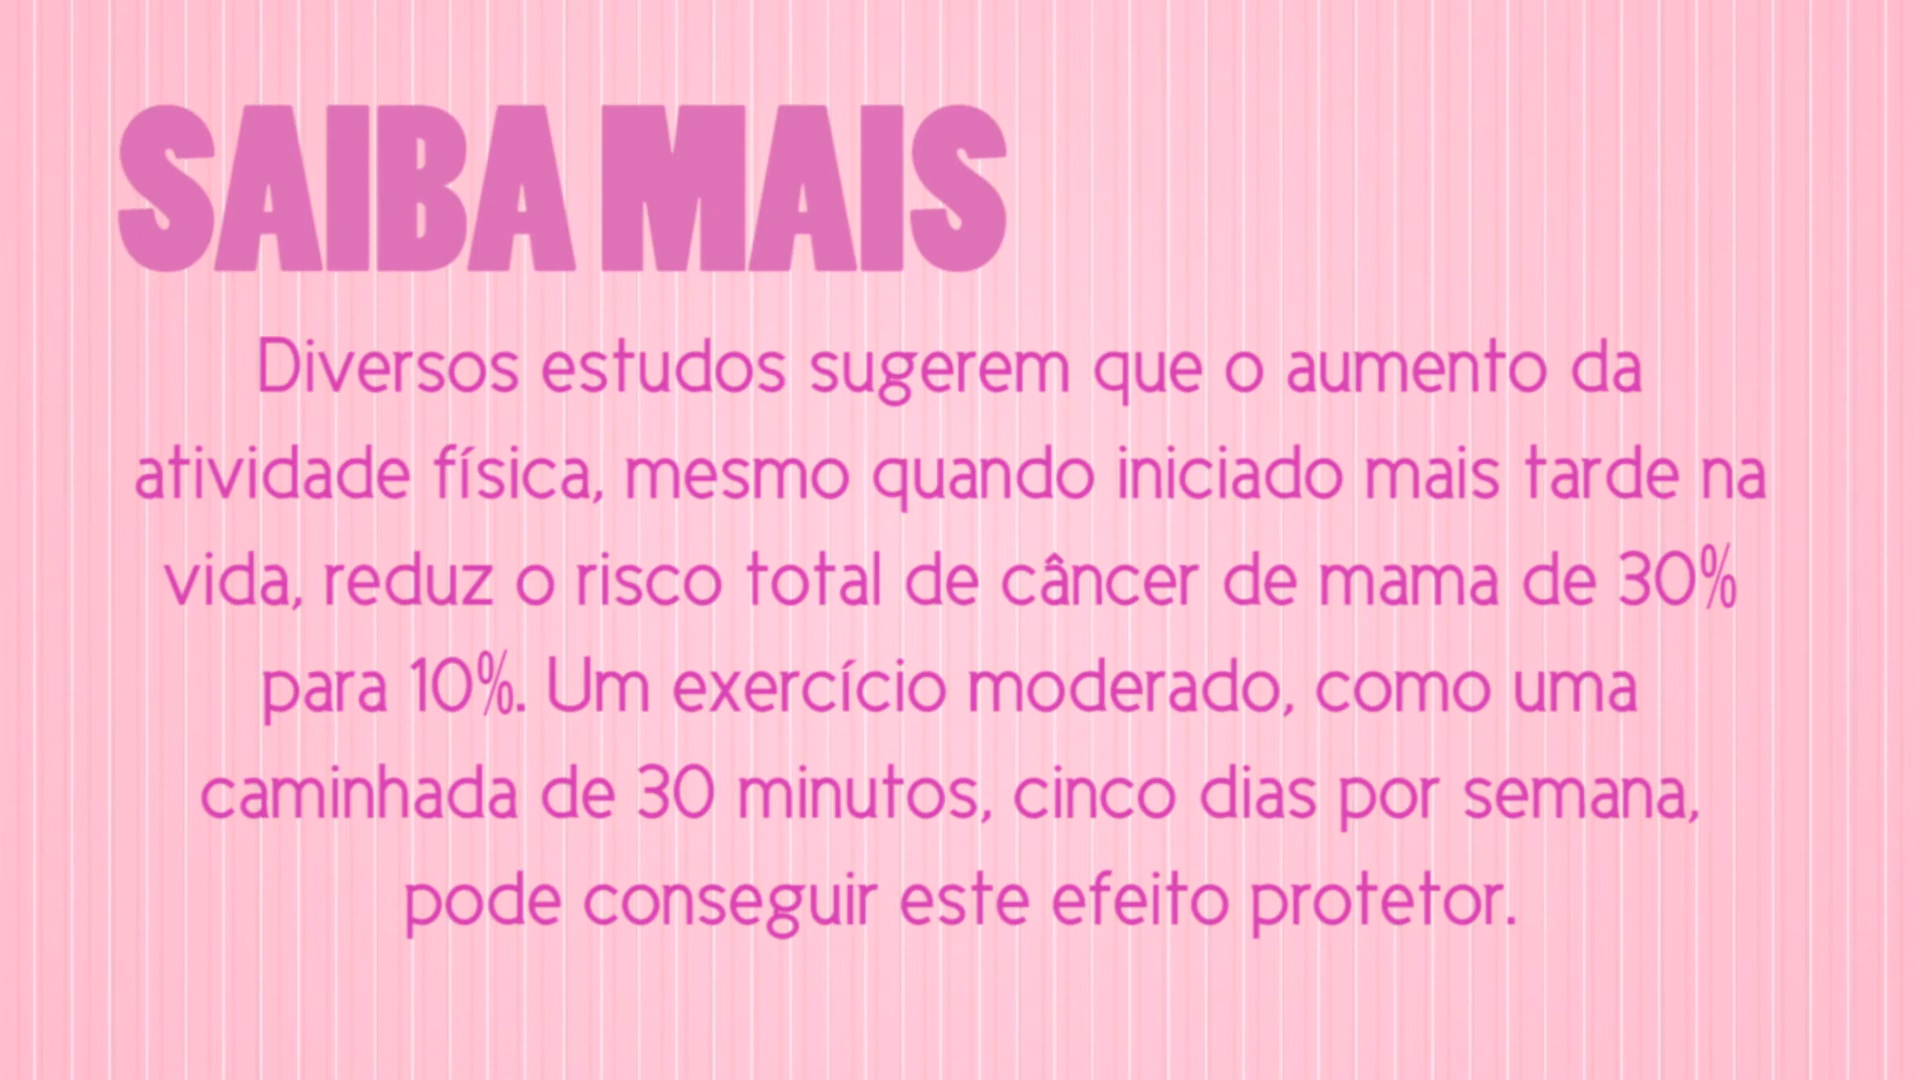 SAIBA MAIS
Diversos estudos sugerem que o aumento da
atividade física, mesmo quando iniciado mais tarde na
vida, reduz o risco total de câncer de mama de 30%
para 10%. Um exercício moderado, como uma
caminhada de 30 minutos, cinco dias por semana,
pode conseguir este efeito protetor.